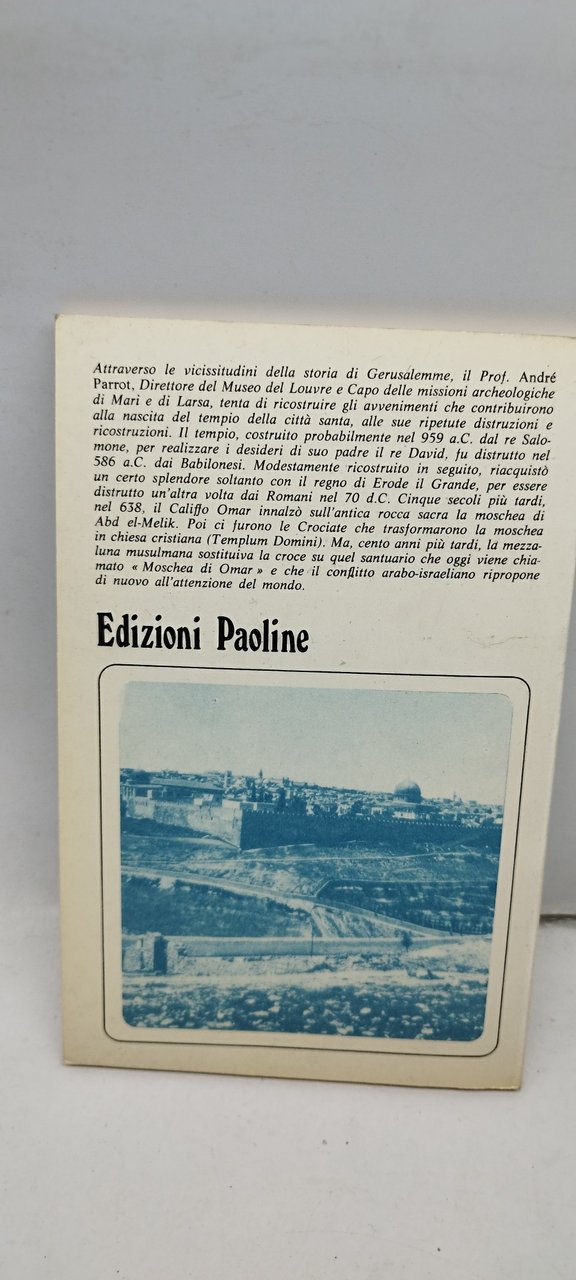 Attraverso le vicissitudini della storia di Gerusalemme, il Prof. André
Parrot, Direttore del Museo del Louvre e Capo delle missioni archeologiche
di Mari e di Larsa, tenta di ricostruire gli avvenimenti che contribuirono
alla nascita del tempio della città santa, alle sue ripetute distruzioni e
ricostruzioni. Il tempio, costruito probabilmente nel 959 a.C. dal re Salo-
mone, per realizzare i desideri di suo padre il re David, fu distrutto nel
586 a.C. dai Babilonesi. Modestamente ricostruito in seguito, riacquistò
un certo splendore soltanto con il regno di Erode il Grande, per essere
distrutto un'altra volta dai Romani nel 70 d.C. Cinque secoli più tardi,
nel 638, il Califfo Omar innalzò sull'antica rocca sacra la moschea di
Abd el-Melik. Poi ci furono le Crociate che trasformarono la moschea
in chiesa cristiana (Templum Domini). Ma, cento anni più tardi, la mezza-
luna musulmana sostituiva la croce su quel santuario che oggi viene chia-
mato « Moschea di Omar » e che il conflitto arabo-israeliano ripropone
di nuovo all'attenzione del mondo.
Edizioni Paoline